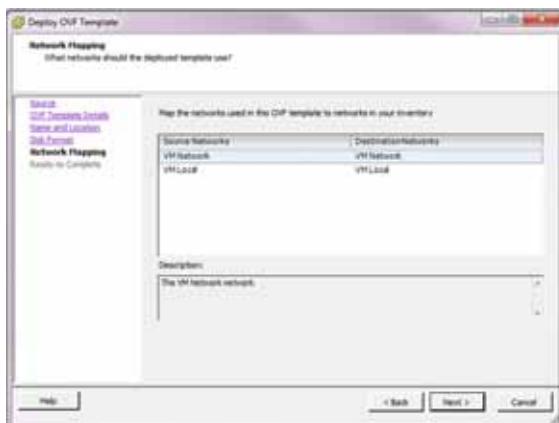 Deploy OVF Template
Network Mapping
What networks should the deployed template use?
Source
OVF Template Details
Name and Location
Disk Format
Network Mapping
Ready to Complete
Map the networks used in this OVF template to networks in your inventory
Source Networks Destination Networks
VM Network VM Network
VM Local VM Local
Description:
The VM Network network
Help < Back Next > Cancel